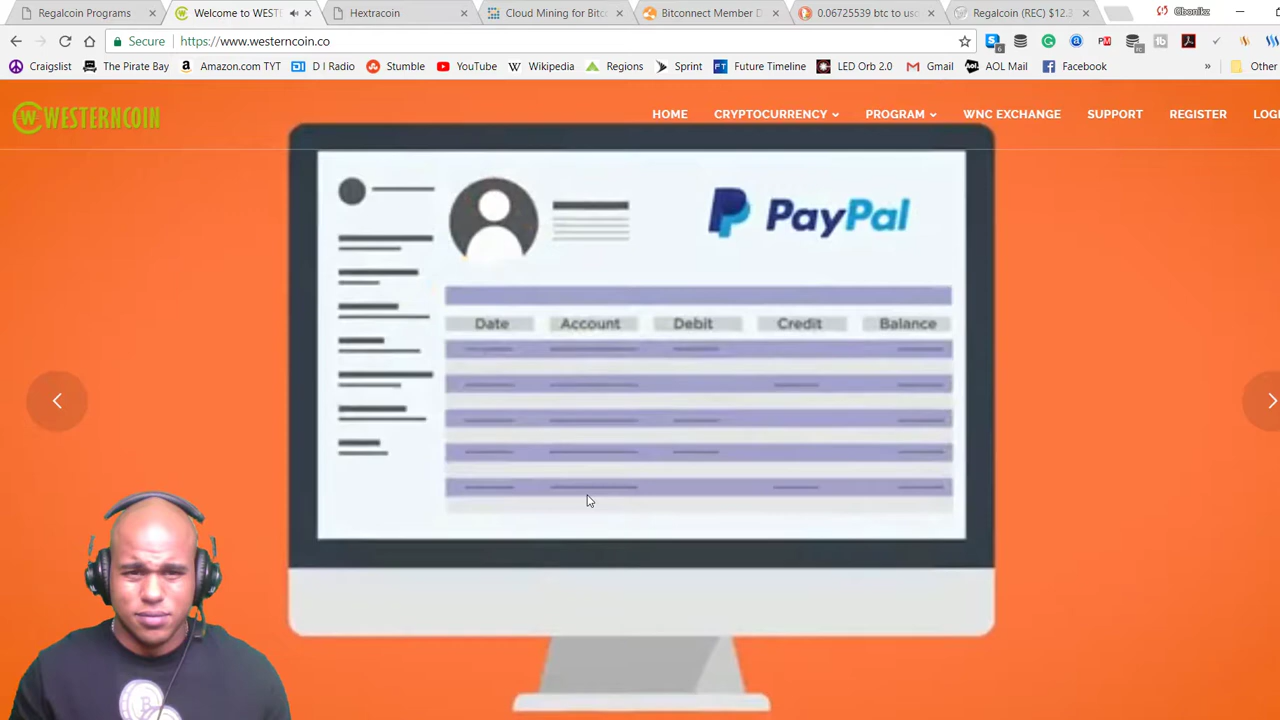 Regalcoin Programs
Welcome to WEST
Hextracoin
Cloud Mining for Bitc
Bitconnect Member D
0.06725539 btc to usd
Regalcoin (REC) $12.3
Cbonikz
Secure
https://www.westerncoin.co
Craigslist
The Pirate Bay
Amazon.com TYT
D I Radio
Stumble
YouTube
Wikipedia
Regions
Sprint
Future Timeline
LED Orb 2.0
Gmail
AOL Mail
Facebook
»
Other
WESTERNCOIN
HOME
CRYPTOCURRENCY
PROGRAM
WNC EXCHANGE
SUPPORT
REGISTER
LOGI
PayPal
Date Account Debit Credit Balance